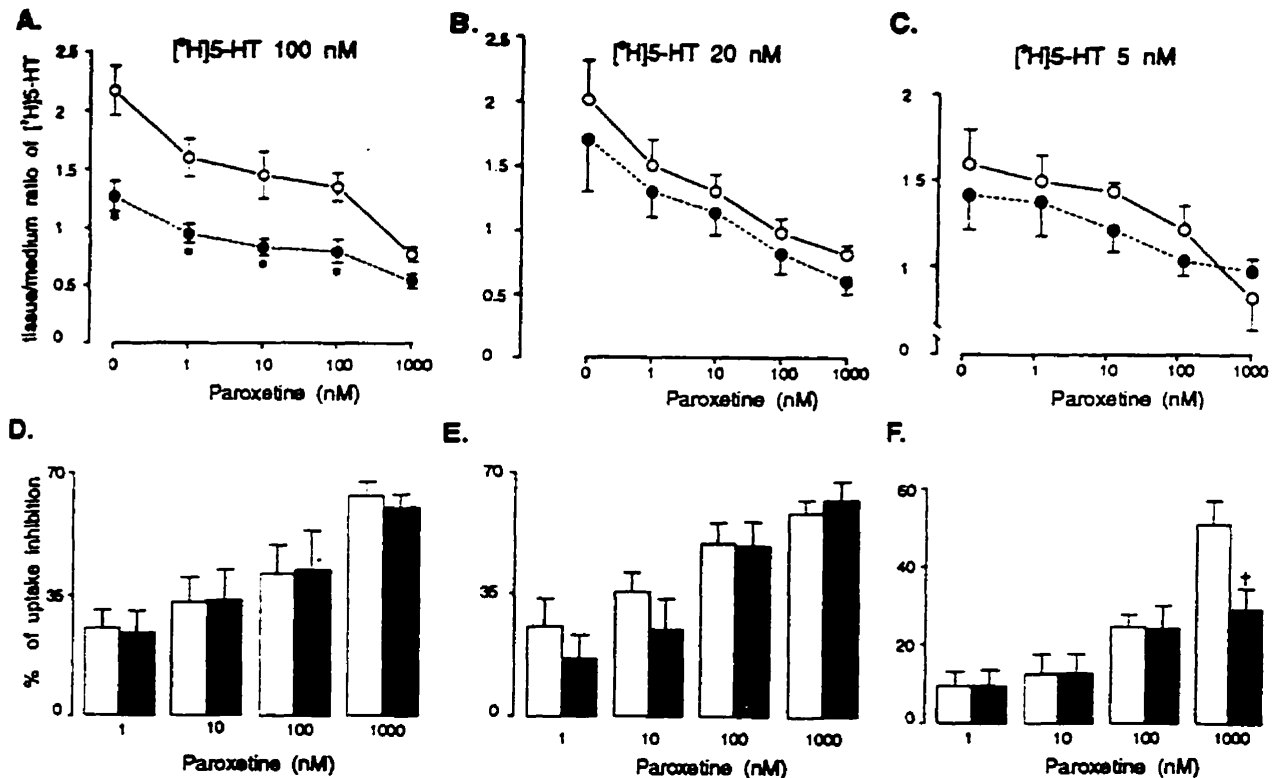 A.
[³H]5-HT 100 nM
tissue/medium ratio of [³H]5-HT
2.5
2
1.5
1
0.5
0
*
*
*
*
0 1 10 100 1000
Paroxetine (nM)
B.
[³H]5-HT 20 nM
2.5
2
1.5
1
0.5
0
0 1 10 100 1000
Paroxetine (nM)
C.
[³H]5-HT 5 nM
2
1.5
1
0
0 1 10 100 1000
Paroxetine (nM)
D.
% of uptake inhibition
70
35
0
1 10 100 1000
Paroxetine (nM)
E.
70
35
0
1 10 100 1000
Paroxetine (nM)
F.
60
40
20
0
†
1 10 100 1000
Paroxetine (nM)